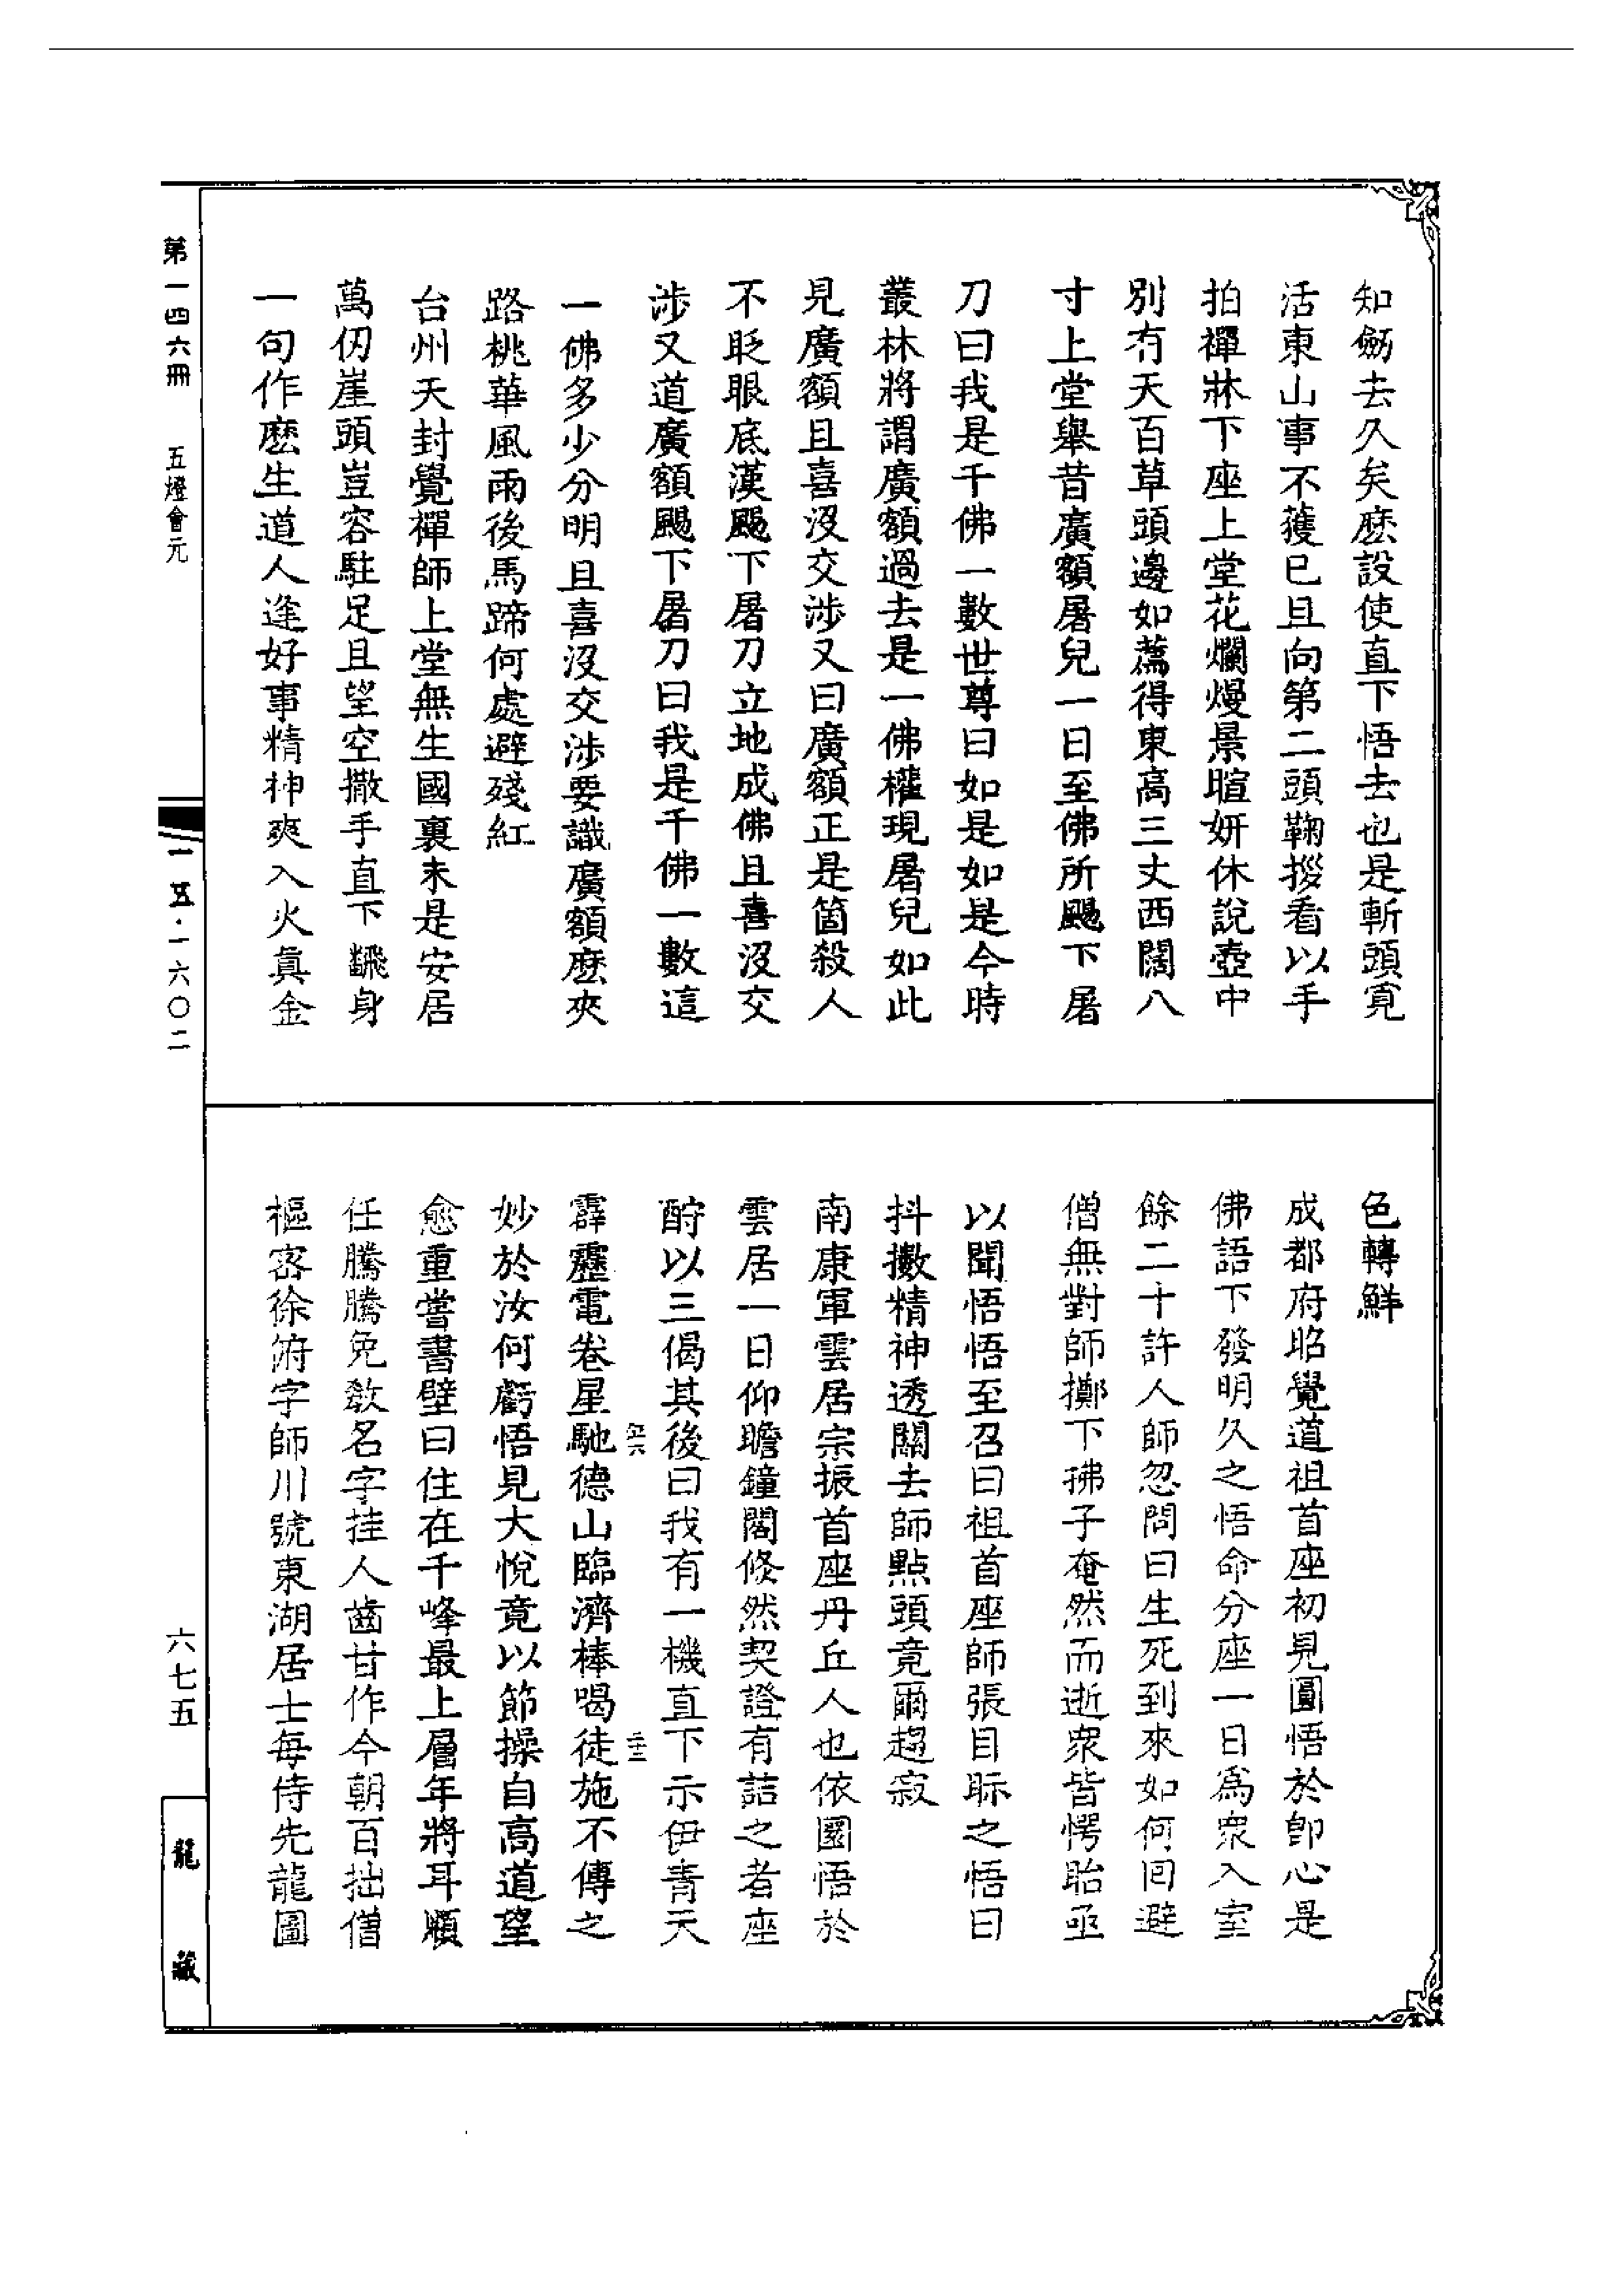 知劒去久矣麽設使直下悟去也是斬頭覓
活東山事不獲巳且向第二頭鞠拶看以手
拍禪牀下座上堂花爛熳景暄妍休說壺中
別有天百草頭邊如薦得東高三丈西闊八
寸上堂舉昔廣額屠兒一日至佛所颺下屠
刀曰我是千佛一數世尊曰如是如是今時
叢林將謂廣額過去是一佛權現屠兒如此
見廣額且喜沒交涉又曰廣額正是箇殺人
不眨眼底漢颺下屠刀立地成佛且喜沒交
涉又道廣額颺下屠刀曰我是千佛一數這
一佛多少分明且喜沒交涉要識廣額麽夾
路桃華風雨後馬蹄何處避殘紅
台州天封覺禪師上堂無生國裏未是安居
萬仞崖頭豈容駐足且望空撒手直下飜身
一句作麽生道人逢好事精神爽入火真金
色轉鮮
成都府昭覺道祖首座初見圓悟於即心是
佛語下發明久之悟命分座一日為衆入室
餘二十許人師忽問曰生死到來如何回避
僧無對師擲下拂子奄然而逝衆皆愕眙亟
以聞悟悟至召曰祖首座師張目眎之悟曰
抖擻精神透關去師點頭竟爾趨寂
南康軍雲居宗振首座丹丘人也依圜悟於
雲居一日仰瞻鐘閣倐然契證有詰之者座
酧以三偈其後曰我有一機直下示伊青天
霹靂電卷星馳德山臨濟棒喝徒施不傳之
妙於汝何虧悟見大悅竟以節操自高道望
愈重嘗書壁曰住在千峰最上層年將耳順
任騰騰免敎名字挂人齒甘作今朝百拙僧
樞密徐俯字師川號東湖居士每侍先龍圖
第一四六冊
五燈會元
一五·一六〇二
六七五
龍藏